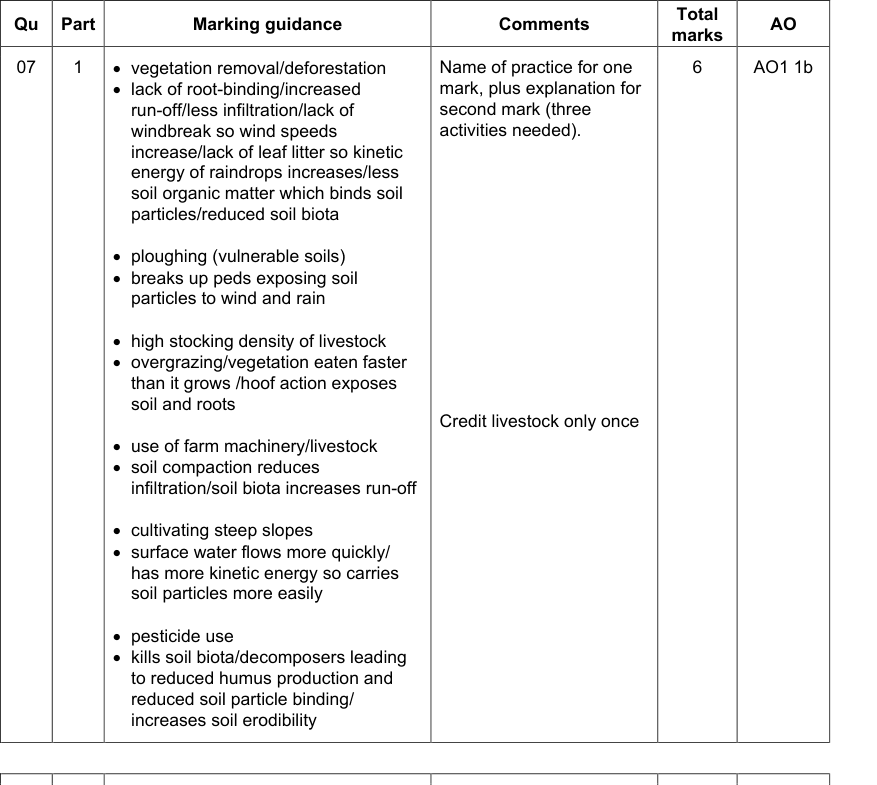 Qu Part Marking guidance Comments Total marks AO
07 1 • vegetation removal/deforestation Name of practice for one 6 AO1 1b
• lack of root-binding/increased mark, plus explanation for
run-off/less infiltration/lack of second mark (three
windbreak so wind speeds activities needed).
increase/lack of leaf litter so kinetic
energy of raindrops increases/less
soil organic matter which binds soil
particles/reduced soil biota
• ploughing (vulnerable soils)
• breaks up peds exposing soil
particles to wind and rain
• high stocking density of livestock
• overgrazing/vegetation eaten faster
than it grows /hoof action exposes
soil and roots
Credit livestock only once
• use of farm machinery/livestock
• soil compaction reduces
infiltration/soil biota increases run-off
• cultivating steep slopes
• surface water flows more quickly/
has more kinetic energy so carries
soil particles more easily
• pesticide use
• kills soil biota/decomposers leading
to reduced humus production and
reduced soil particle binding/
increases soil erodibility